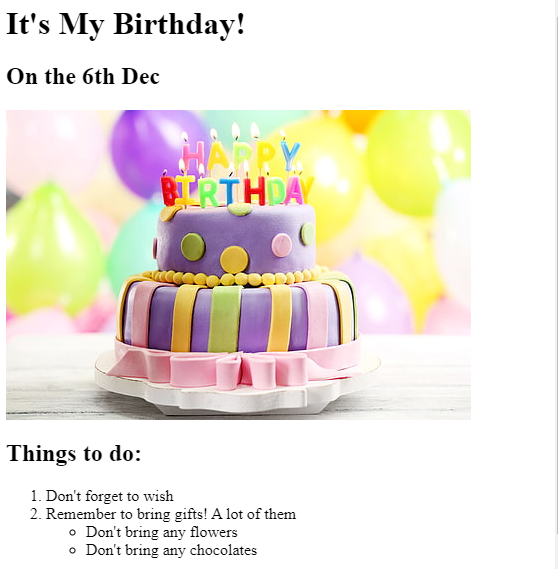 It's My Birthday!
On the 6th Dec
HAPPY
BIRTHDAY
Things to do:
1. Don't forget to wish
2. Remember to bring gifts! A lot of them
Don't bring any flowers
Don't bring any chocolates